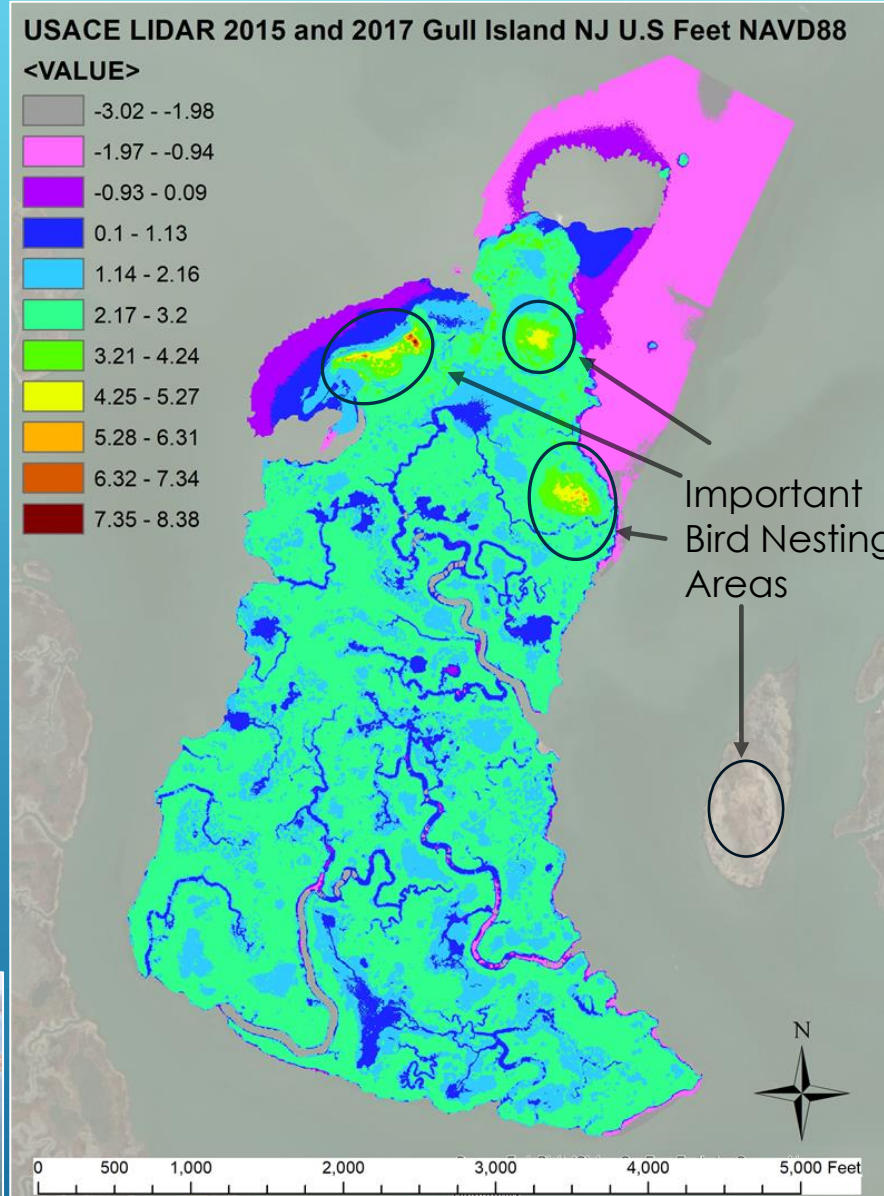 USACE LIDAR 2015 and 2017 Gull Island NJ U.S Feet NAVD88
<VALUE>
-3.02 - -1.98
-1.97 - -0.94
-0.93 - 0.09
0.1 - 1.13
1.14 - 2.16
2.17 - 3.2
3.21 - 4.24
4.25 - 5.27
5.28 - 6.31
6.32 - 7.34
7.35 - 8.38
Important
Bird Nesting
Areas
N
0 500 1,000 2,000 3,000 4,000 5,000 Feet